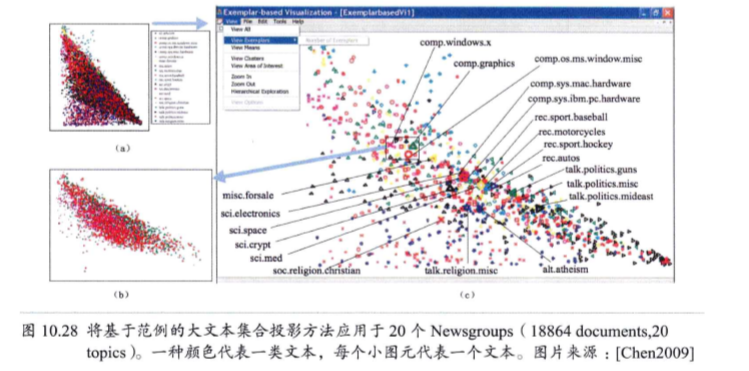 Exemplar-based Visualization - [ExemplarbasedVi1]
View File Edit Tools Help
View All
View Exemplars
Number of Exemplars
View Means
View Clusters
View Area of Interest
Zoom In
Zoom Out
Hierarchical Exploration
View Options
comp.windows.x
comp.graphics
comp.os.ms.window.misc
comp.sys.mac.hardware
comp.sys.ibm.pc.hardware
rec.sport.baseball
rec.motorcycles
rec.sport.hockey
rec.autos
talk.politics.guns
talk.politics.misc
talk.politics.mideast
misc.forsale
sci.electronics
sci.space
sci.crypt
sci.med
soc.religion.christian
talk.religion.misc
alt.atheism
(a)
(b)
(c)
图 10.28 将基于范例的大文本集合投影方法应用于 20 个 Newsgroups ( 18864 documents,20
topics )。一种颜色代表一类文本，每个小图元代表一个文本。图片来源：[Chen2009]